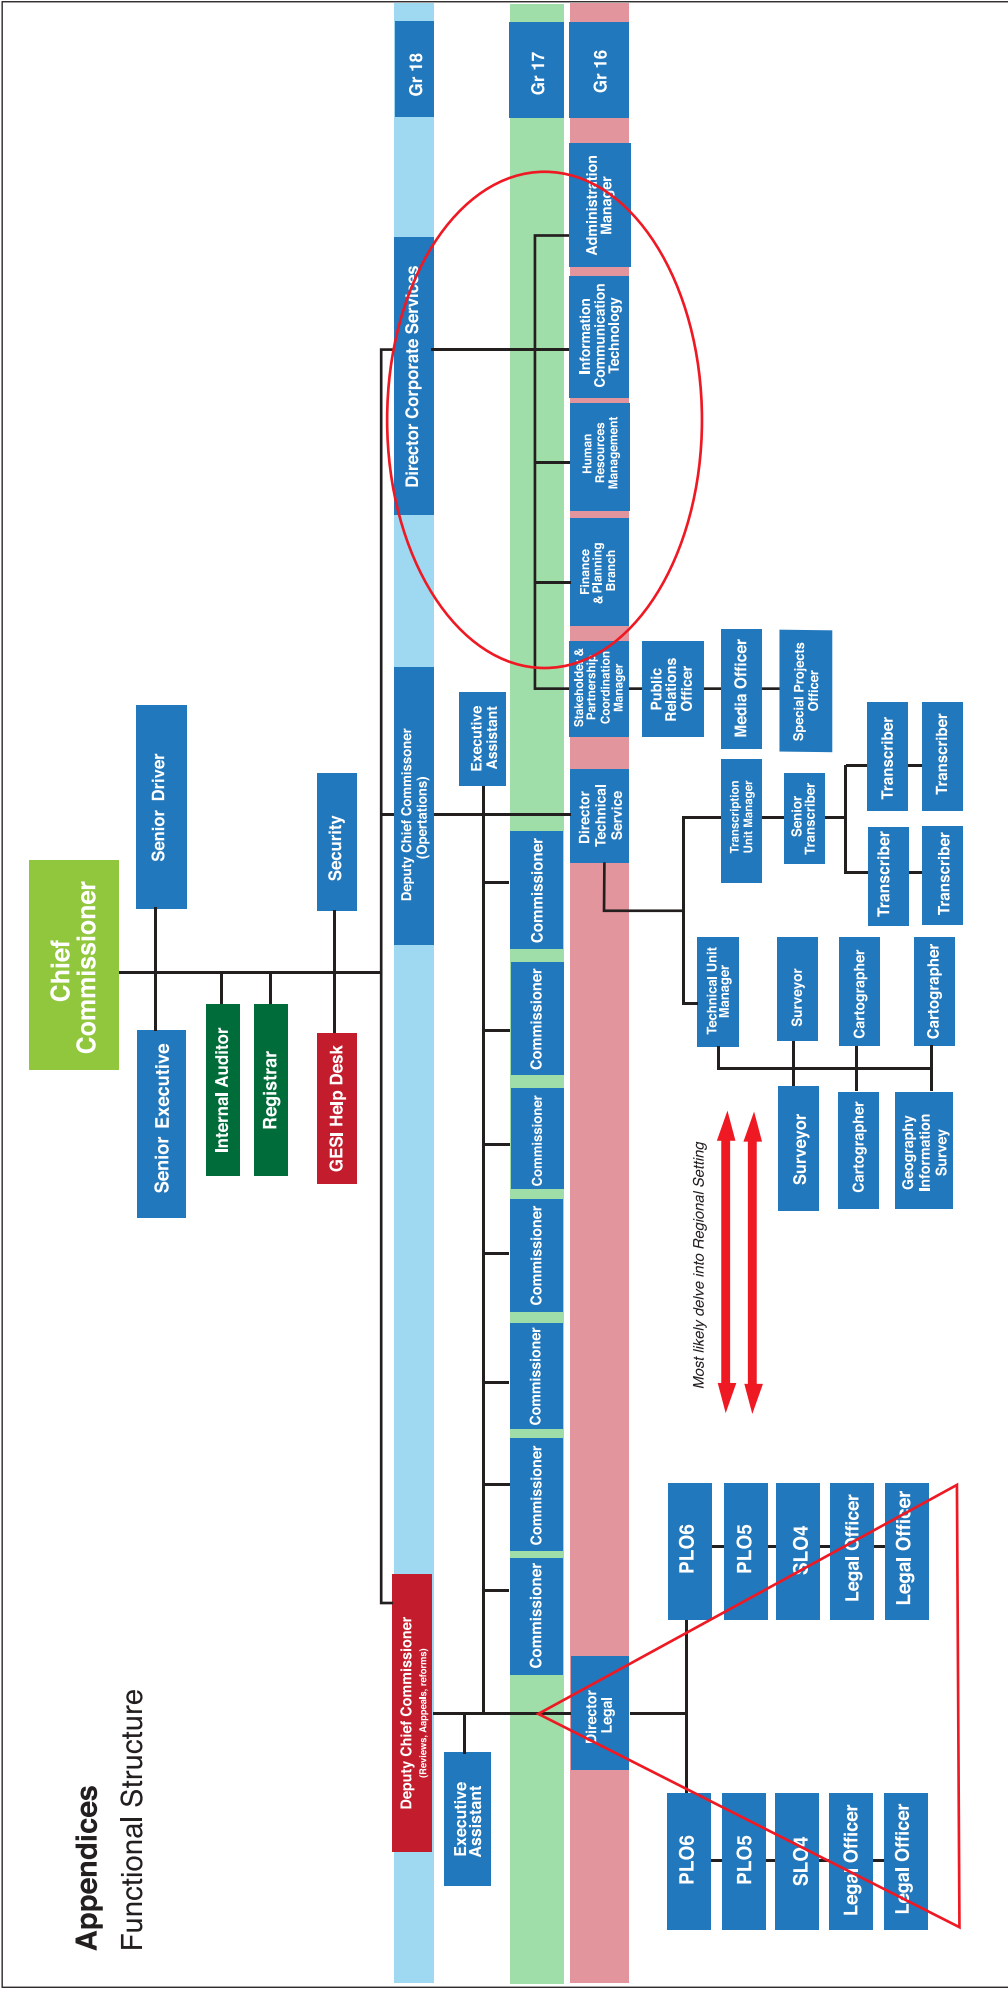 Appendices
Functional Structure
Chief
Commissioner
Senior Executive
Senior Driver
Internal Auditor
Registrar
GESI Help Desk
Security
Deputy Chief Commissioner
(Reviews, Aappeals, reforms)
Deputy Chief Commissioner
(Opertations)
Director Corporate Services
Gr 18
Executive
Assistant
Executive
Assistant
Commissioner
Commissioner
Commissioner
Commissioner
Commissioner
Commissioner
Commissioner
Gr 17
Director
Legal
Director
Technical
Service
Stakeholder &
Partnership
Coordination
Manager
Finance
& Planning
Branch
Human
Resources
Management
Information
Communication
Technology
Administration
Manager
Gr 16
PLO6
PLO5
SLO4
Legal Officer
Legal Officer
PLO6
PLO5
SLO4
Legal Officer
Legal Officer
Most likely delve into Regional Setting
Technical Unit
Manager
Surveyor
Surveyor
Cartographer
Cartographer
Geography
Information
Survey
Cartographer
Transcription
Unit Manager
Senior
Transcriber
Transcriber
Transcriber
Transcriber
Transcriber
Public
Relations
Officer
Media Officer
Special Projects
Officer